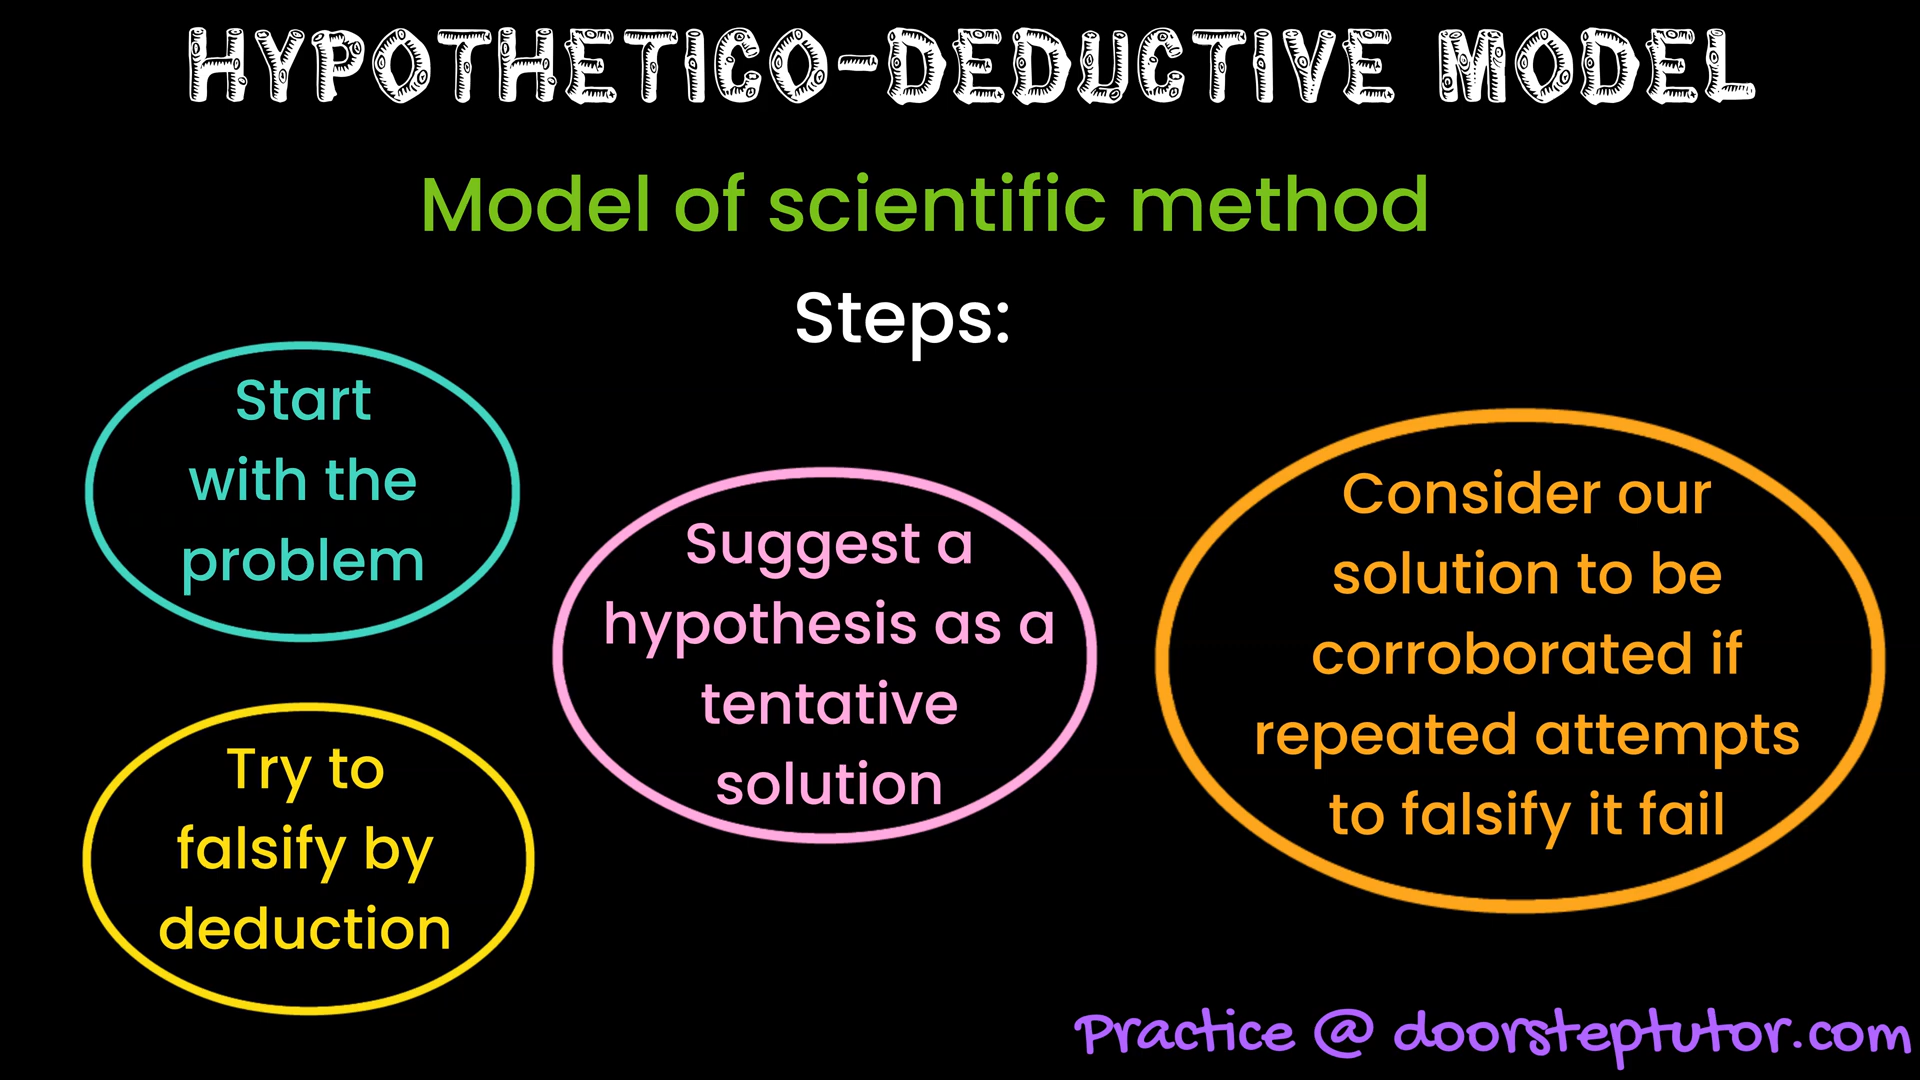 HYPOTHETICO-DEDUCTIVE MODEL
Model of scientific method
Steps:
Start
with the
problem
Suggest a
hypothesis as a
tentative
solution
Try to
falsify by
deduction
Consider our
solution to be
corroborated if
repeated attempts
to falsify it fail
Practice @ doorsteptutor.com